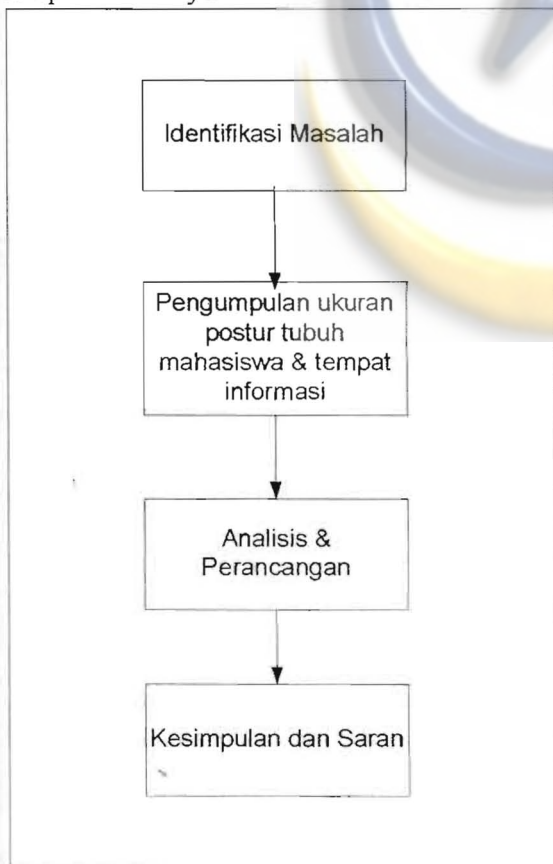 Identifikasi Masalah
Pengumpulan ukuran
postur tubuh
mahasiswa & tempat
informasi
Analisis &
Perancangan
Kesimpulan dan Saran